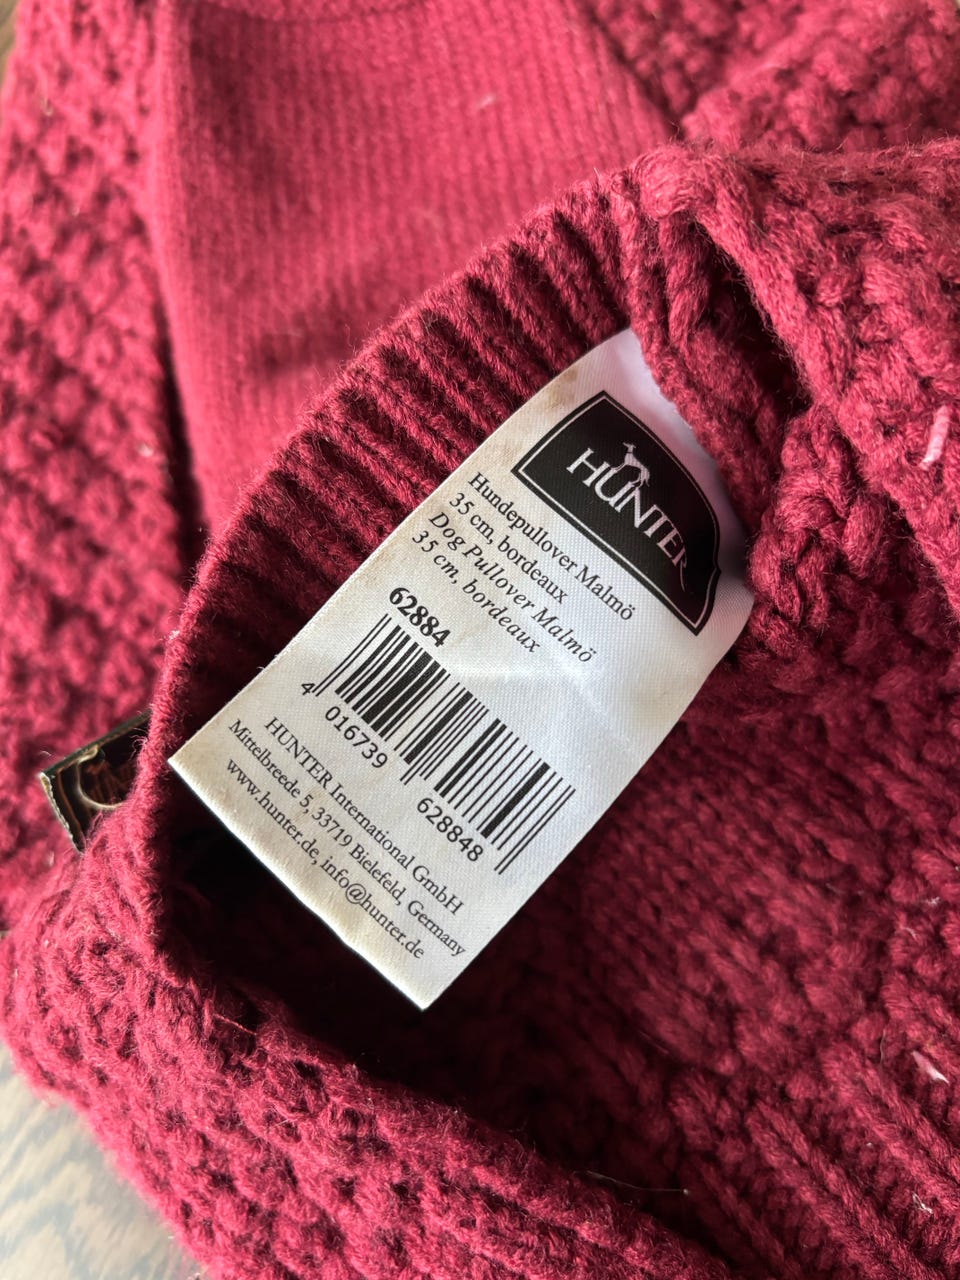 HUNTER
Hundepullover Malmö
35 cm, bordeaux
Dog Pullover Malmö
35 cm, bordeaux
62884
4 016739 628848
HUNTER International GmbH
Mittelbreede 5, 33719 Bielefeld, Germany
www.hunter.de, info@hunter.de